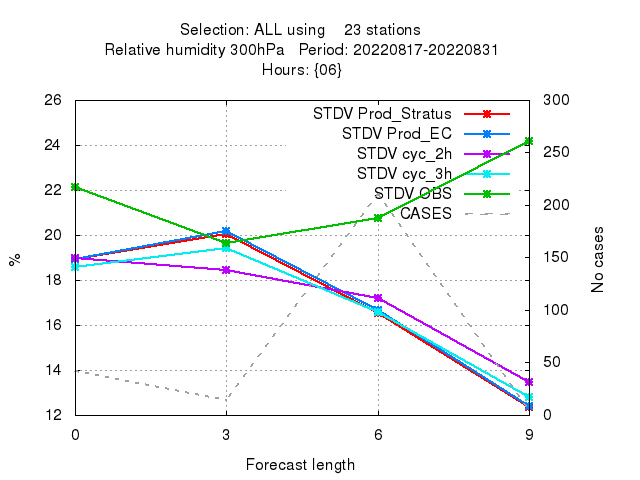 Selection: ALL using    23 stations
Relative humidity 300hPa   Period: 20220817-20220831
Hours: {06}
26
24
22
20
18
16
14
12
%
STDV Prod_Stratus
STDV Prod_EC
STDV cyc_2h
STDV cyc_3h
STDV OBS
CASES
300
250
200
150
100
50
0
No cases
0 3 6 9
Forecast length